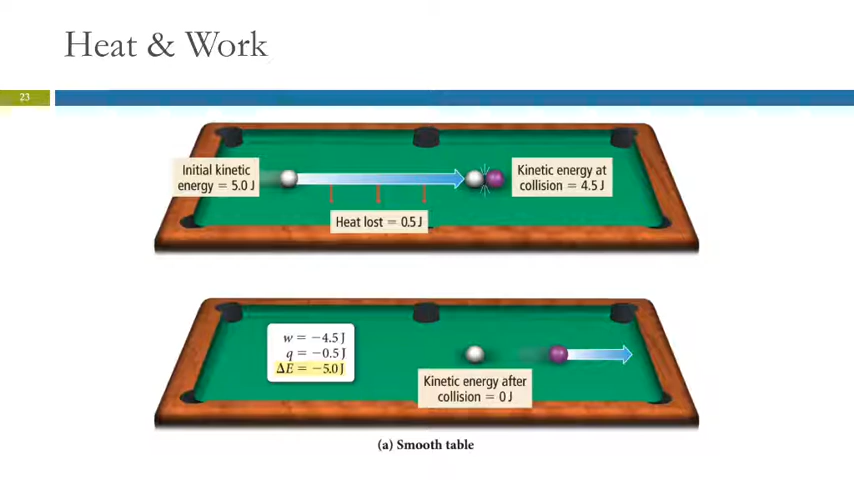 Heat & Work
23
Initial kinetic
energy = 5.0 J
Kinetic energy at
collision = 4.5 J
Heat lost = 0.5 J
w = −4.5 J
q = −0.5 J
ΔE = −5.0 J
Kinetic energy after
collision = 0 J
(a) Smooth table